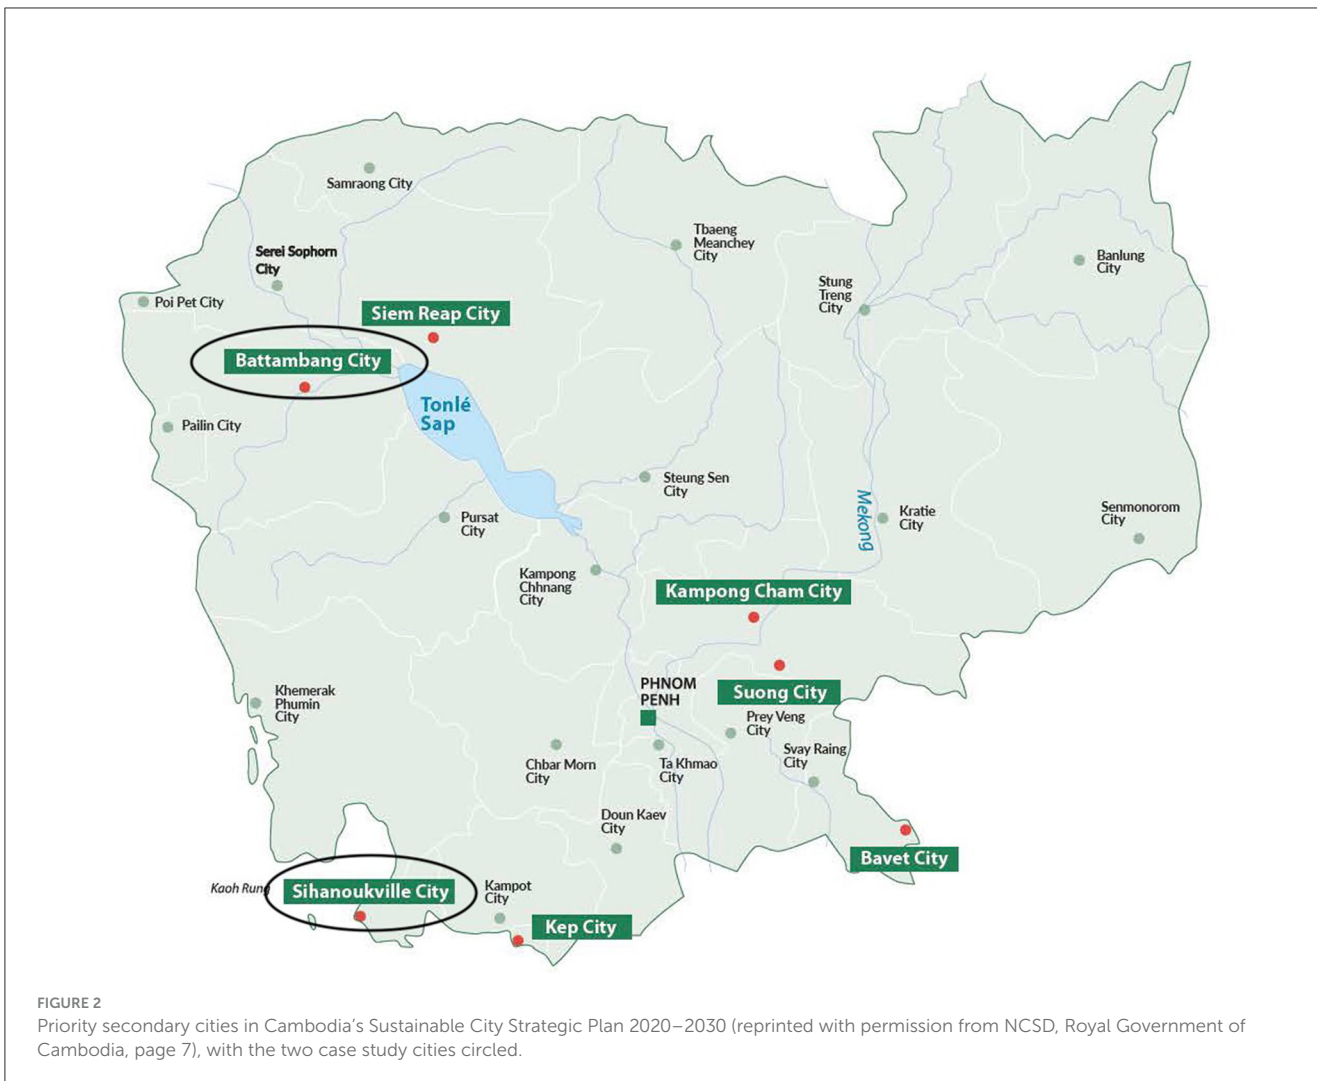 Samraong City
Tbaeng
Meanchey
City
Serei Sophorn
City
Banlung
City
Stung
Treng
City
Poi Pet City
Siem Reap City
Battambang City
Tonlé
Sap
Pailin City
Steung Sen
City
Mekong
Kratie
City
Senmonorom
City
Pursat
City
Kampong
Chhnang
City
Kampong Cham City
PHNOM
PENH
Suong City
Khemerak
Phumin
City
Prey Veng
City
Svay Raing
City
Chbar Morn
City
Ta Khmao
City
Doun Kaev
City
Bavet City
Kaoh Rung
Sihanoukville City
Kampot
City
Kep City
FIGURE 2
Priority secondary cities in Cambodia's Sustainable City Strategic Plan 2020–2030 (reprinted with permission from NCSD, Royal Government of
Cambodia, page 7), with the two case study cities circled.